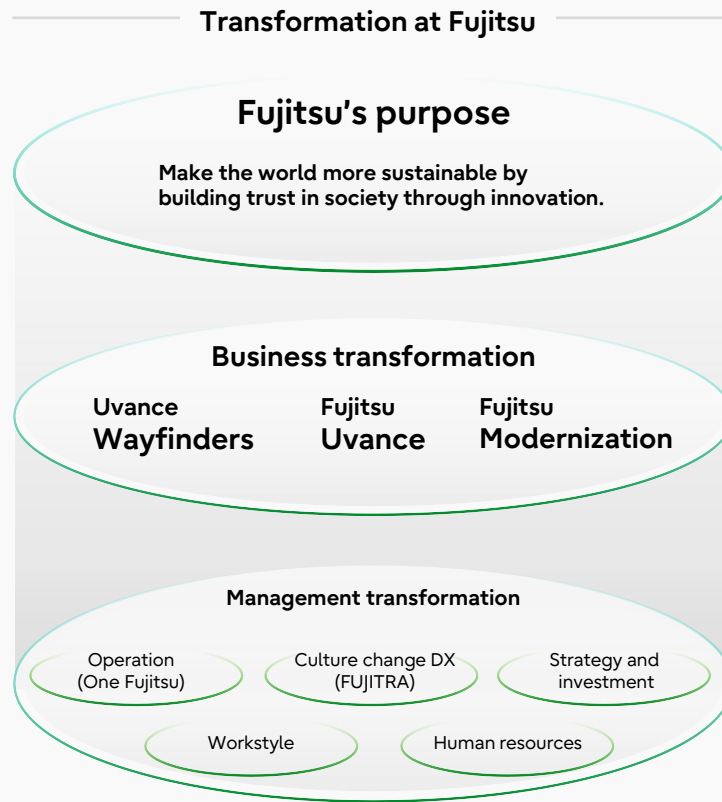 Transformation at Fujitsu
Fujitsu's purpose
Make the world more sustainable by
building trust in society through innovation.
Business transformation
Uvance
Wayfinders
Fujitsu
Uvance
Fujitsu
Modernization
Management transformation
Operation
(One Fujitsu)
Culture change DX
(FUJITRA)
Strategy and
investment
Workstyle
Human resources